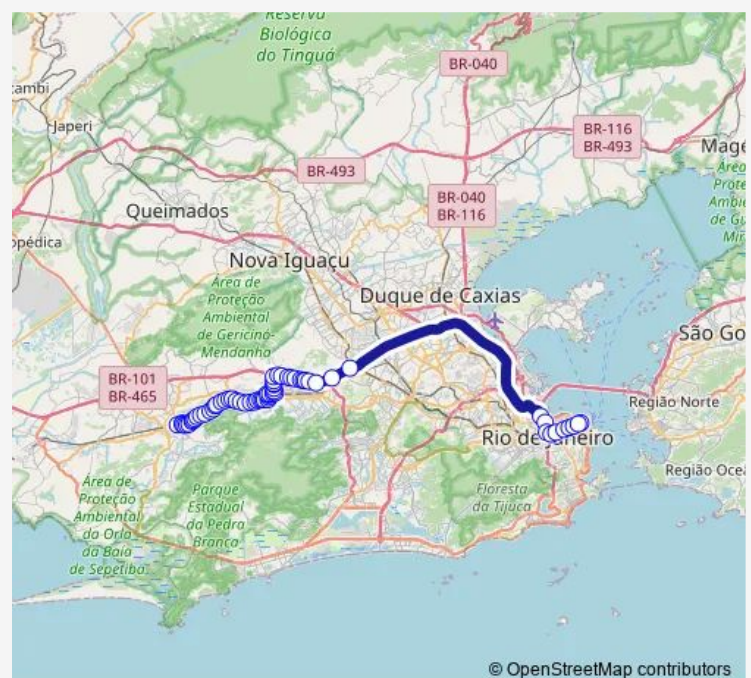 Reserva
Biológica
do Tinguá
BR-040
ambi
Japeri
BR-116
BR-493
Magé
BR-493
Queimados
BR-040
BR-116
opédica
Nova Iguaçu
Área de
Proteção
Ambiental
de Gericinó-
Mendanha
Duque de Caxias
São Go
BR-101
BR-465
Região Norte
Rio de Janeiro
Região Ocea
Floresta
da Tijuca
Parque
Estadual
da Pedra
Branca
Área de
Proteção
Ambiental
da Orla
da Baía
de Sepetiba
© OpenStreetMap contributors